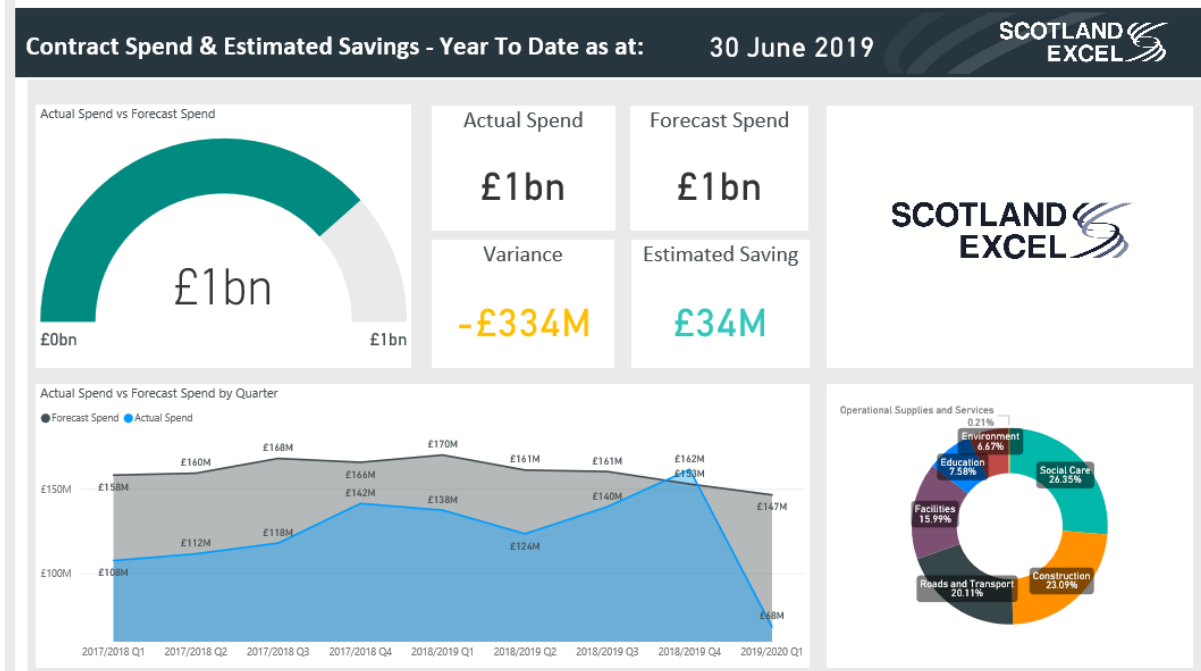 Contract Spend & Estimated Savings - Year To Date as at: 30 June 2019
SCOTLAND
EXCEL
Actual Spend vs Forecast Spend
£1bn
£0bn
£1bn
Actual Spend
£1bn
Forecast Spend
£1bn
Variance
-£334M
Estimated Saving
£34M
SCOTLAND
EXCEL
Actual Spend vs Forecast Spend by Quarter
Forecast Spend Actual Spend
£150M
£100M
£158M
£160M
£168M
£166M
£170M
£161M
£161M
£153M
£147M
£108M
£112M
£118M
£142M
£138M
£124M
£140M
£162M
£68M
2017/2018 Q1 2017/2018 Q2 2017/2018 Q3 2017/2018 Q4 2018/2019 Q1 2018/2019 Q2 2018/2019 Q3 2018/2019 Q4 2019/2020 Q1
Operational Supplies and Services
0.21%
Environment
6.67%
Education
7.58%
Facilities
15.99%
Roads and Transport
20.11%
Construction
23.09%
Social Care
26.35%